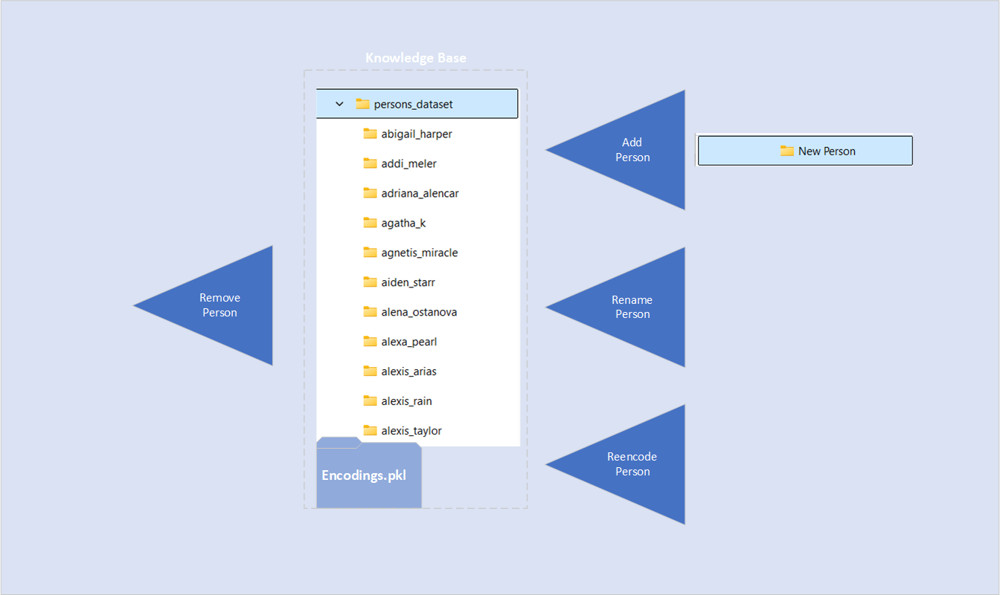 Knowledge Base
persons_dataset
abigail_harper
addi_meler
adriana_alencar
agatha_k
agnetis_miracle
aiden_starr
alena_ostanova
alexa_pearl
alexis_arias
alexis_rain
alexis_taylor
Encodings.pkl
Remove
Person
Add
Person
New Person
Rename
Person
Reencode
Person